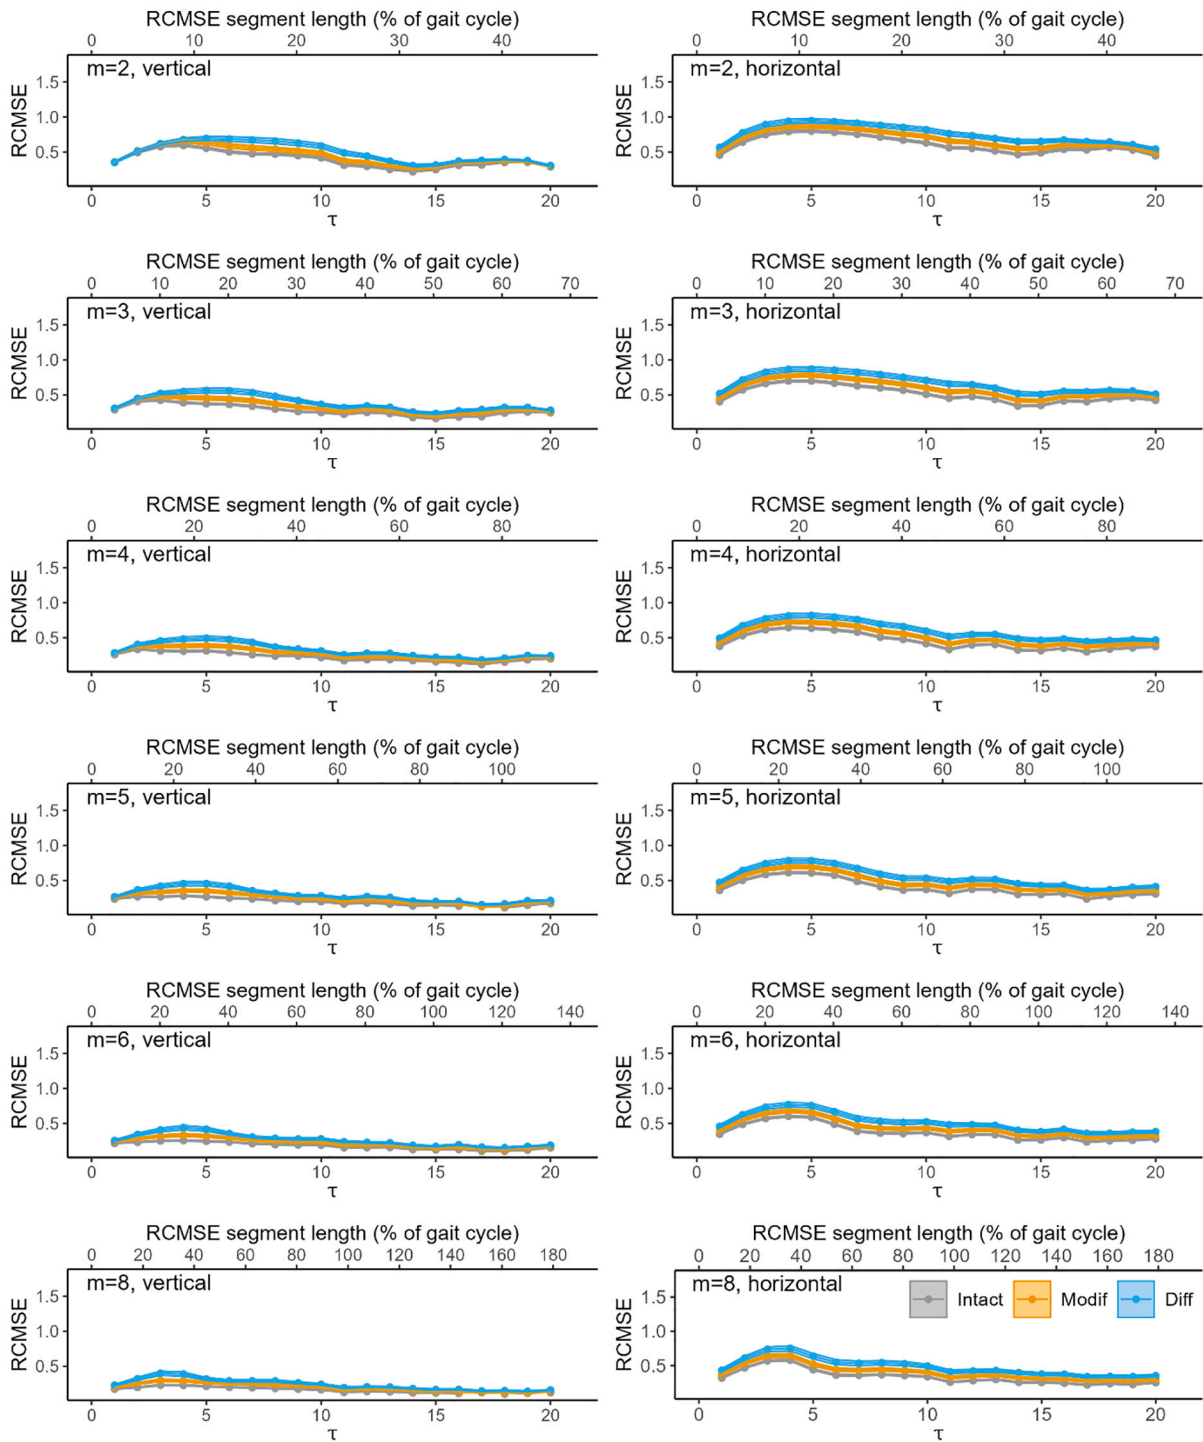 RCMSE segment length (% of gait cycle)
0 10 20 30 40
m=2, vertical
RCMSE
1.5
1.0
0.5
0 5 10 15 20
τ
RCMSE segment length (% of gait cycle)
0 10 20 30 40
m=2, horizontal
RCMSE
1.5
1.0
0.5
0 5 10 15 20
τ
RCMSE segment length (% of gait cycle)
0 10 20 30 40 50 60 70
m=3, vertical
RCMSE
1.5
1.0
0.5
0 5 10 15 20
τ
RCMSE segment length (% of gait cycle)
0 10 20 30 40 50 60 70
m=3, horizontal
RCMSE
1.5
1.0
0.5
0 5 10 15 20
τ
RCMSE segment length (% of gait cycle)
0 20 40 60 80
m=4, vertical
RCMSE
1.5
1.0
0.5
0 5 10 15 20
τ
RCMSE segment length (% of gait cycle)
0 20 40 60 80
m=4, horizontal
RCMSE
1.5
1.0
0.5
0 5 10 15 20
τ
RCMSE segment length (% of gait cycle)
0 20 40 60 80 100
m=5, vertical
RCMSE
1.5
1.0
0.5
0 5 10 15 20
τ
RCMSE segment length (% of gait cycle)
0 20 40 60 80 100
m=5, horizontal
RCMSE
1.5
1.0
0.5
0 5 10 15 20
τ
RCMSE segment length (% of gait cycle)
0 20 40 60 80 100 120 140
m=6, vertical
RCMSE
1.5
1.0
0.5
0 5 10 15 20
τ
RCMSE segment length (% of gait cycle)
0 20 40 60 80 100 120 140
m=6, horizontal
RCMSE
1.5
1.0
0.5
0 5 10 15 20
τ
RCMSE segment length (% of gait cycle)
0 20 40 60 80 100 120 140 160 180
m=8, vertical
RCMSE
1.5
1.0
0.5
0 5 10 15 20
τ
RCMSE segment length (% of gait cycle)
0 20 40 60 80 100 120 140 160 180
m=8, horizontal
Intact Modif Diff
RCMSE
1.5
1.0
0.5
0 5 10 15 20
τ